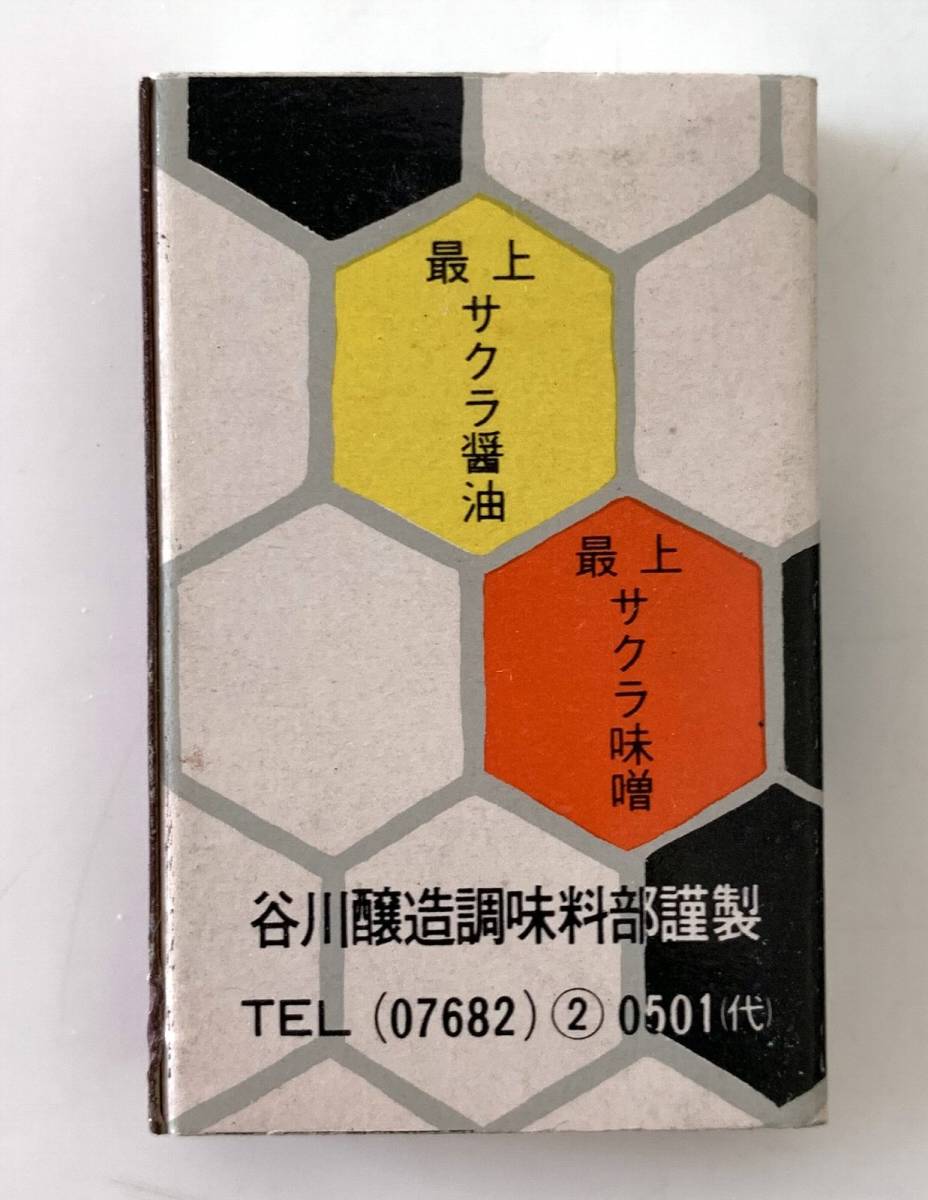 最上
サクラ醤油
最上
サクラ味噌
谷川醸造調味料部謹製
TEL (07682) ② 0501(代)